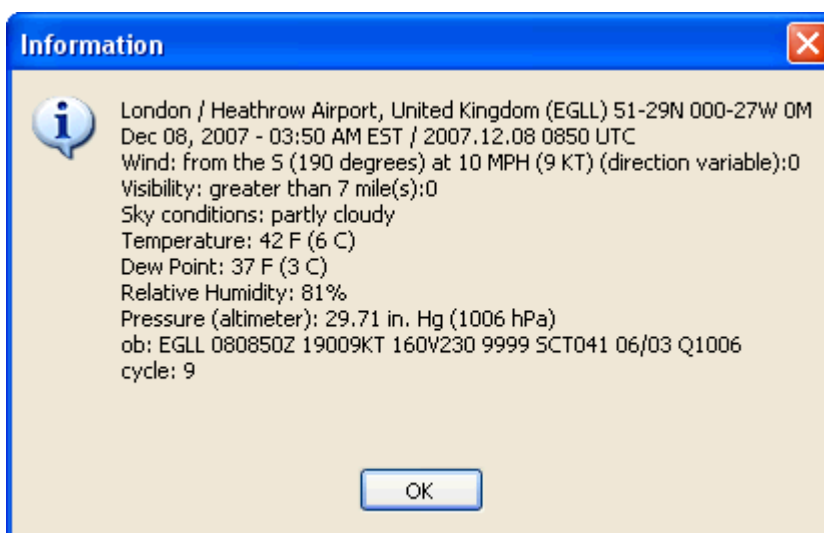 Information
London / Heathrow Airport, United Kingdom (EGLL) 51-29N 000-27W 0M
Dec 08, 2007 - 03:50 AM EST / 2007.12.08 0850 UTC
Wind: from the S (190 degrees) at 10 MPH (9 KT) (direction variable):0
Visibility: greater than 7 mile(s):0
Sky conditions: partly cloudy
Temperature: 42 F (6 C)
Dew Point: 37 F (3 C)
Relative Humidity: 81%
Pressure (altimeter): 29.71 in. Hg (1006 hPa)
ob: EGLL 080850Z 19009KT 160V230 9999 SCT041 06/03 Q1006
cycle: 9
OK